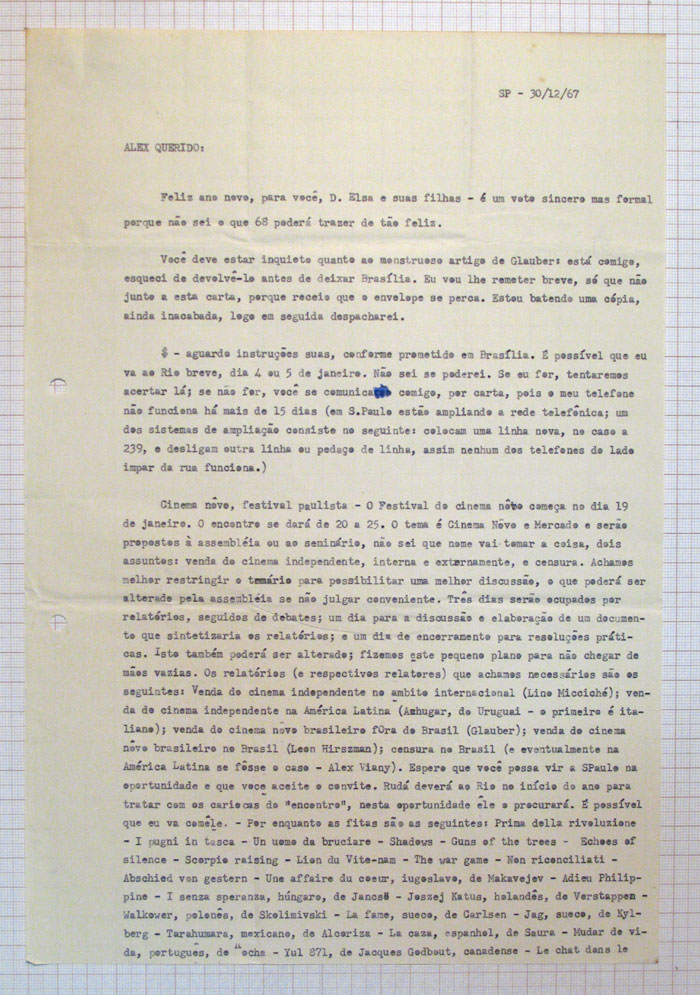 SP - 30/12/67
ALEX QUERIDO:
Feliz ano novo, para você, D. Elsa e suas filhas - é um voto sincero mas formal
porque não sei o que 68 poderá trazer de tão feliz.
Você deve estar inquieto quanto ao monstruoso artigo de Glauber: está comigo,
esqueci de devolvê-lo antes de deixar Brasília. Eu vou lhe remeter breve, só que não
junto a esta carta, porque receio que o envelope se perca. Estou batendo uma cópia,
ainda inacabada, logo em seguida despacharei.
$ - aguardo instruções suas, conforme prometido em Brasília. É possível que eu
va ao Rio breve, dia 4 ou 5 de janeiro. Não sei se poderei. Se eu for, tentaremos
acertar lá; se não for, você se comunica comigo, por carta, pois o meu telefone
não funciona há mais de 15 dias (em S.Paulo estão ampliando a rede telefônica; um
dos sistemas de ampliação consiste no seguinte: colocam uma linha nova, no caso a
239, e desligam outra linha ou pedaço de linha, assim nenhum dos telefones do lado
impar da rua funciona.)
Cinema nôvo, festival paulista - O Festival do cinema nôvo começa no dia 19
de janeiro. O encontro se dará de 20 a 25. O tema é Cinema Nôvo e Mercado e serão
propostos à assembléia ou ao seminário, não sei que nome vai tomar a coisa, dois
assuntos: venda do cinema independente, interna e externamente, e censura. Achamos
melhor restringir o temário para possibilitar uma melhor discussão, o que poderá ser
alterado pela assembléia se não julgar conveniente. Três dias serão ocupados por
relatórios, seguidos de debates; um dia para a discussão e elaboração de um documen-
to que sintetizaria os relatórios; e um dia de encerramento para resoluções práti-
cas. Isto também poderá ser alterado; fizemos este pequeno plano para não chegar de
mãos vazias. Os relatórios (e respectivos relatores) que achamos necessários são os
seguintes: Venda do cinema independente no ambito internacional (Lino Miccichê); ven-
da do cinema independente na América Latina (Azhugar, do Uruguai - o primeiro é ita-
liano); venda do cinema nôvo brasileiro fOra do Brasil (Glauber); venda do cinema
nôvo brasileiro no Brasil (Leon Hirszman); censura no Brasil (e eventualmente na
América Latina se fôsse o caso - Alex Viany). Espero que você possa vir a SPaulo na
oportunidade e que você aceite o convite. Rudá deverá ao Rio no início do ano para
tratar com os cariocas do "encontro", nesta oportunidade êle o procurará. É possível
que eu va comêle. - Por enquanto as fitas são as seguintes: Prima della rivoluzione
- I pugni in tasca - Un uomo da bruciare - Shadows - Guns of the trees - Echoes of
silence - Scorpio raising - Lion du Vite-nam - The war game - Non riconciliati -
Abschied von gestern - Une affaire du coeur, iugoslavo, de Makavejev - Adieu Philip-
pine - I senza speranza, húngaro, de Jancsö - Joszej Katus, holandês, de Verstappen -
Walkower, polonês, de Skolimivski - La fame, sueco, de Carlsen - Jag, sueco, de Kyl-
berg - Tarahumara, mexicano, de Alcoriza - La caza, espanhol, de Saura - Mudar de vi-
da, português, de ocha - Yul 871, de Jacques Godbout, canadense - Le chat dans le